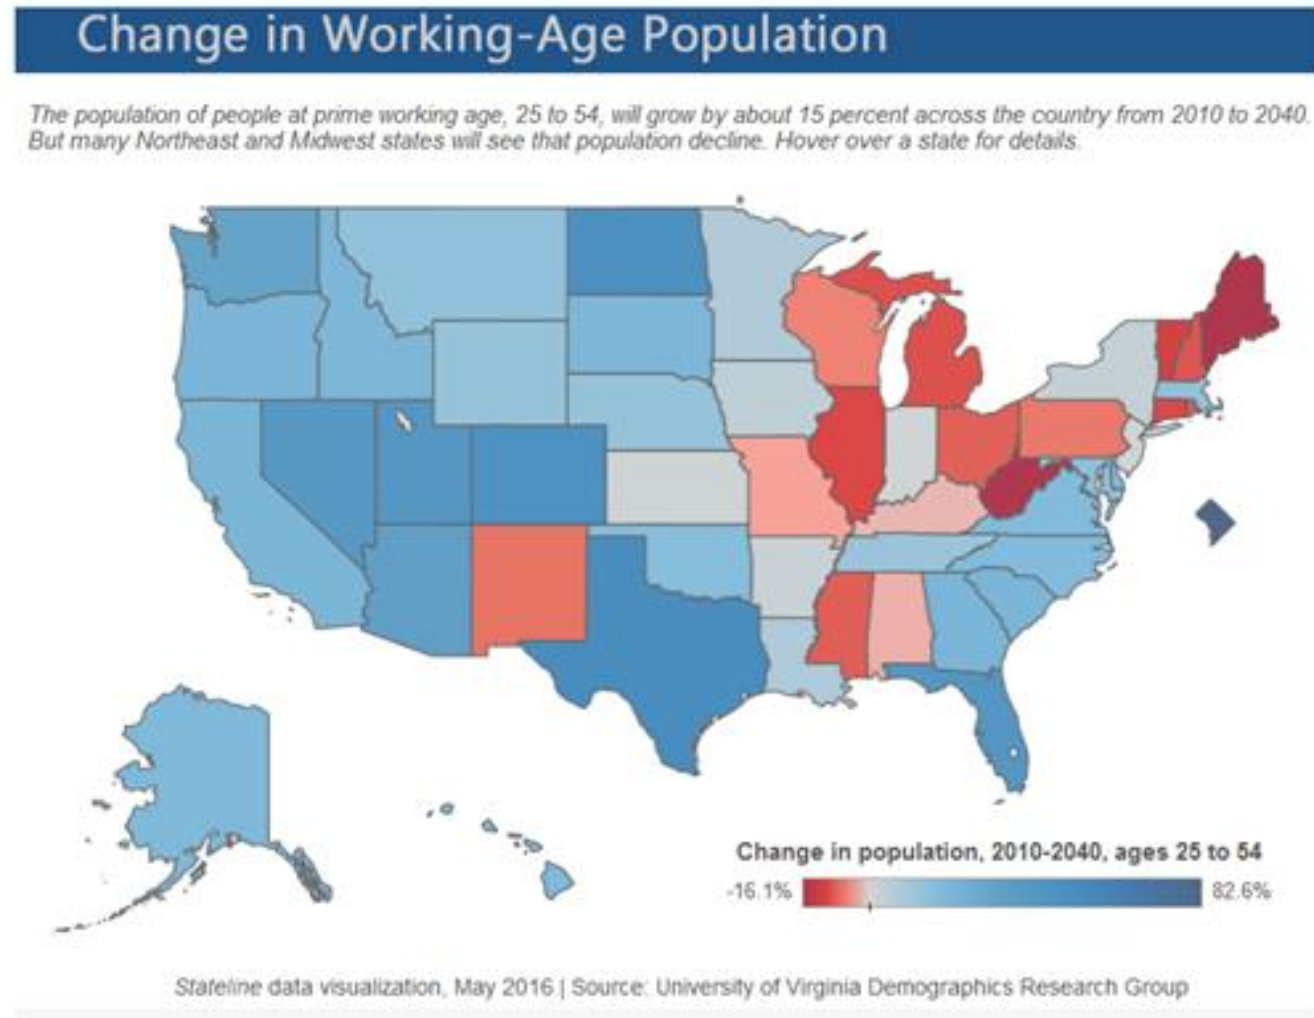 Change in Working-Age Population
The population of people at prime working age, 25 to 54, will grow by about 15 percent across the country from 2010 to 2040.
But many Northeast and Midwest states will see that population decline. Hover over a state for details.
Change in population, 2010-2040, ages 25 to 54
-16.1% 82.6%
Stateline data visualization, May 2016 | Source: University of Virginia Demographics Research Group